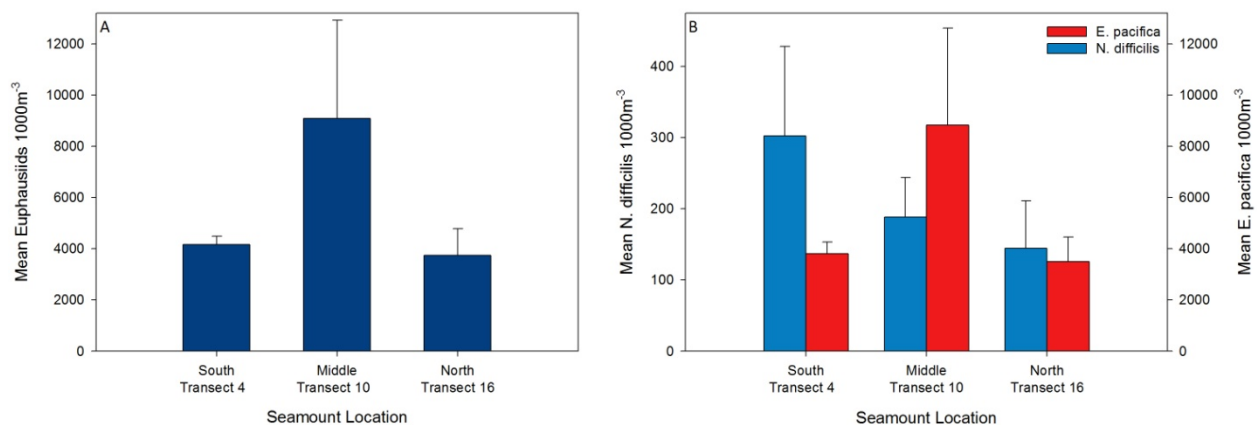 A
12000
10000
8000
6000
4000
2000
0
Mean Euphausiids 1000m⁻³
South
Transect 4
Middle
Transect 10
North
Transect 16
Seamount Location
B
E. pacifica
N. difficilis
400
300
200
100
0
Mean N. difficilis 1000m⁻³
12000
10000
8000
6000
4000
2000
0
Mean E. pacifica 1000m⁻³
South
Transect 4
Middle
Transect 10
North
Transect 16
Seamount Location